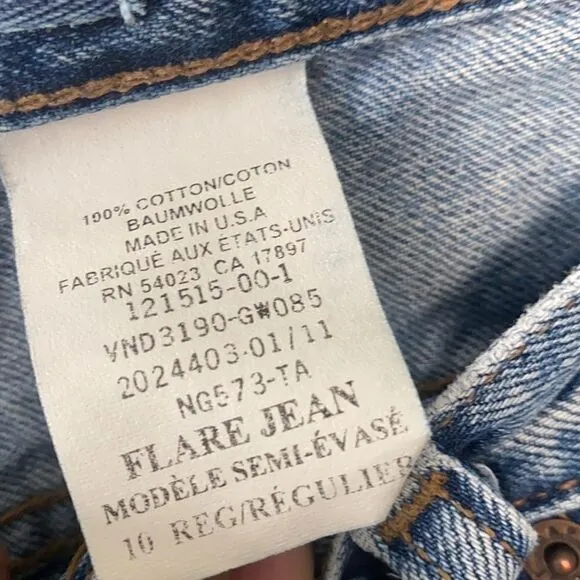 100% COTTON/COTON
BAUMWOLLE
MADE IN U.S.A
FABRIQUÉ AUX ÉTATS-UNIS
RN 54023 CA 17897
121515-00-1
VND3190-GW085
2024403.01/11
NG573-TA
FLARE JEAN
MODÈLE SEMI-ÉVASÉ
10 REG/RÉGULIER